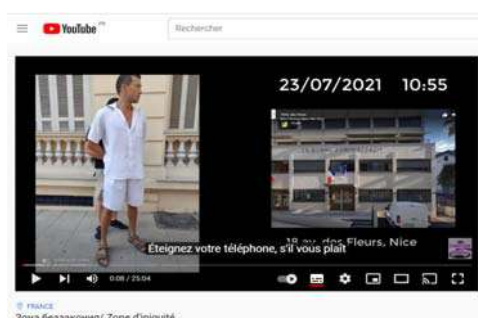 YouTube FR
Rechercher
23/07/2021 10:55
18 av. des Fleurs, Nice
Éteignez votre téléphone, s'il vous plaît
0:08 / 25:04
FRANCE
Зона беззакония/ Zone d'iniquité